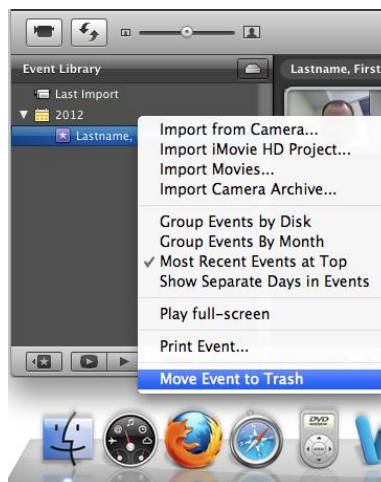 Event Library
Lastname, First
Last Import
2012
Lastname,
Import from Camera...
Import iMovie HD Project...
Import Movies...
Import Camera Archive...
Group Events by Disk
Group Events By Month
✓ Most Recent Events at Top
Show Separate Days in Events
Play full-screen
Print Event...
Move Event to Trash
DVD